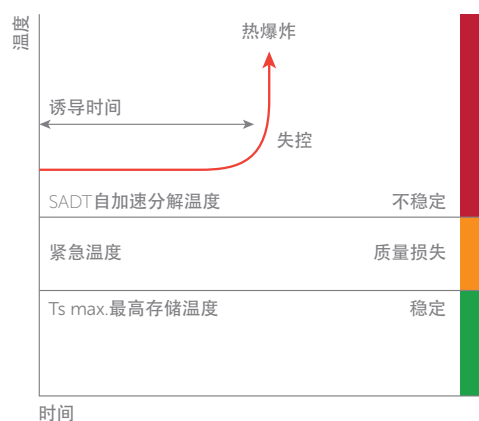 温度
热爆炸
诱导时间
失控
SADT自加速分解温度 不稳定
紧急温度 质量损失
Ts max.最高存储温度 稳定
时间